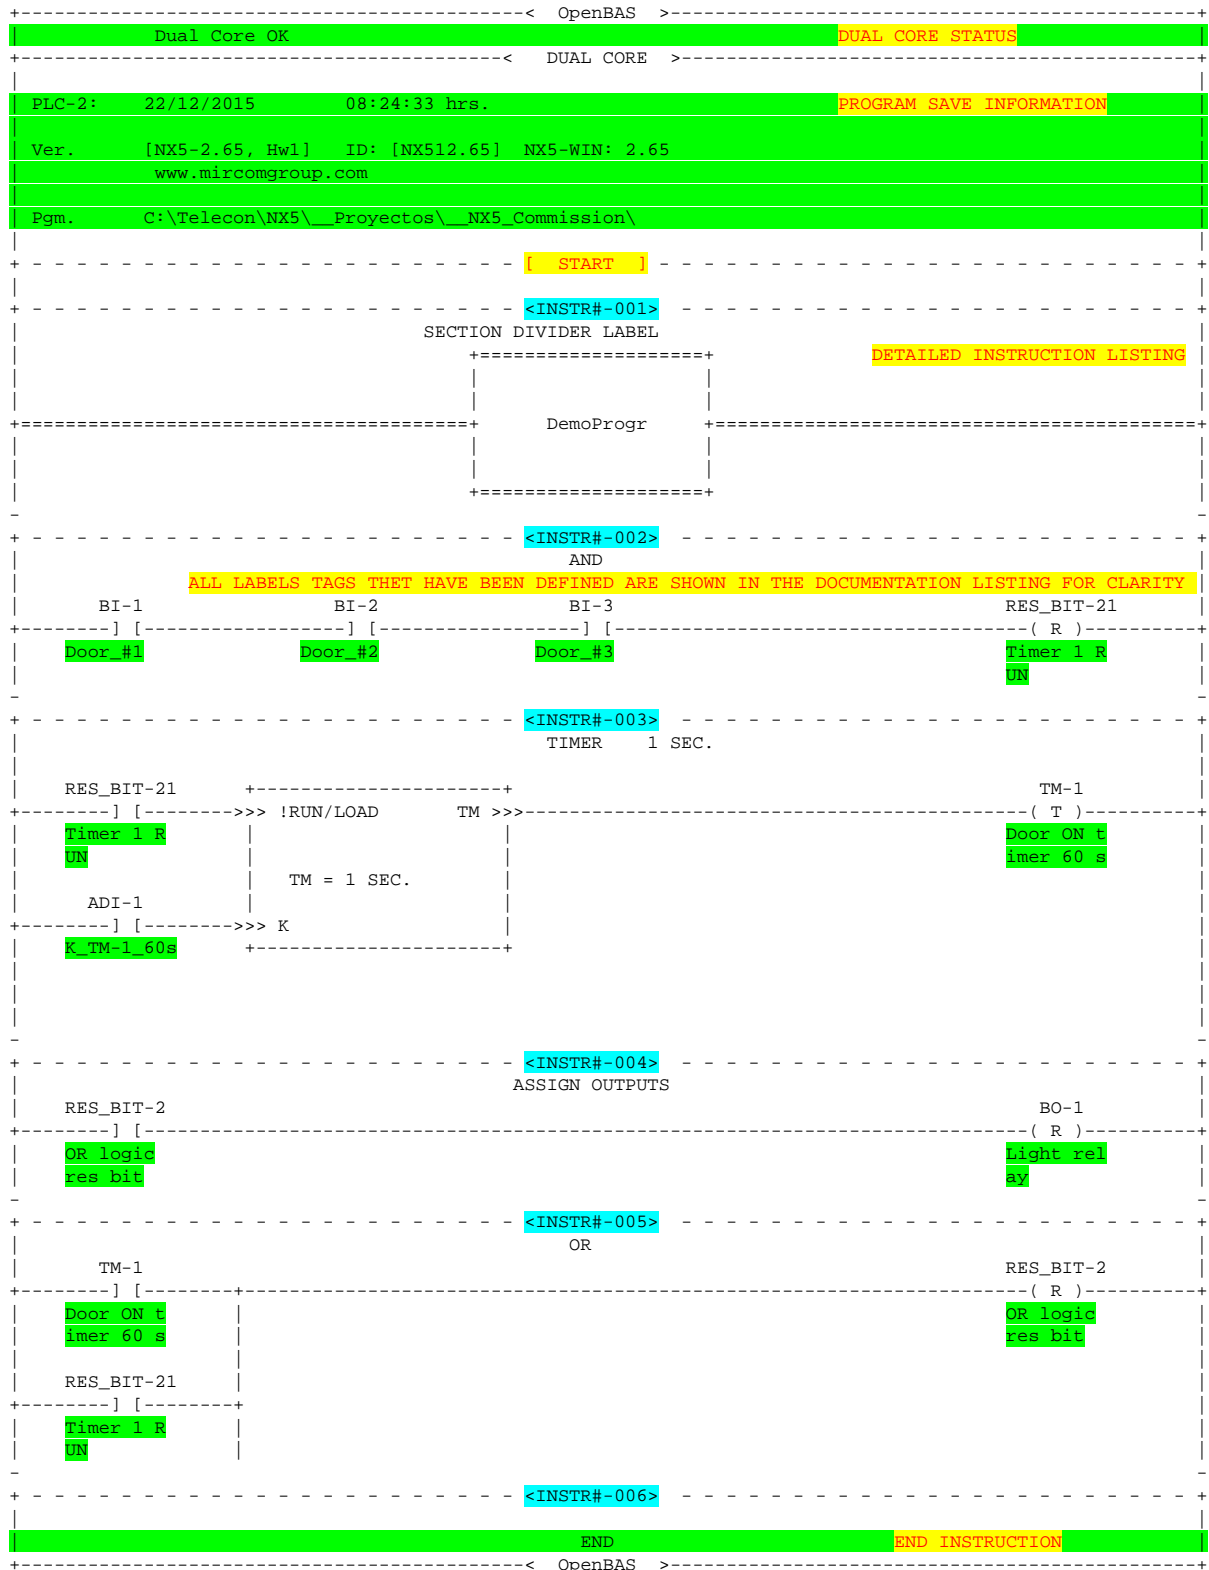 +---------------------------------------------< OpenBAS >-----------------------------------------------+
| Dual Core OK DUAL CORE STATUS |
+--------------------------------------------< DUAL CORE >----------------------------------------------+
| |
| PLC-2: 22/12/2015 08:24:33 hrs. PROGRAM SAVE INFORMATION |
| |
| Ver. [NX5-2.65, Hw1] ID: [NX512.65] NX5-WIN: 2.65 |
| www.mircomgroup.com |
| |
| Pgm. C:\Telecon\NX5\__Proyectos\__NX5_Commission\ |
| |
+ - - - - - - - - - - - - - - - - - - - - - - [ START ] - - - - - - - - - - - - - - - - - - - - - - - - +
| |
+ - - - - - - - - - - - - - - - - - - - - - - <INSTR#-001> - - - - - - - - - - - - - - - - - - - - - - - +
| SECTION DIVIDER LABEL |
| +====================+ DETAILED INSTRUCTION LISTING |
| | | |
| | | |
+========================================+ DemoProgr +===========================================+
| | | |
| | | |
| +====================+ |
- -
+ - - - - - - - - - - - - - - - - - - - - - - <INSTR#-002> - - - - - - - - - - - - - - - - - - - - - - - +
| AND |
| ALL LABELS TAGS THET HAVE BEEN DEFINED ARE SHOWN IN THE DOCUMENTATION LISTING FOR CLARITY |
| BI-1 BI-2 BI-3 RES_BIT-21 |
+--------] [------------------] [------------------] [-------------------------------------( R )----------+
| Door_#1 Door_#2 Door_#3 Timer 1 R |
| UN |
- -
+ - - - - - - - - - - - - - - - - - - - - - - <INSTR#-003> - - - - - - - - - - - - - - - - - - - - - - - +
| TIMER 1 SEC. |
| |
| RES_BIT-21 +----------------------+ TM-1 |
+--------] [-------->>> !RUN/LOAD TM >>>---------------------------------------------( T )----------+
| Timer 1 R | | Door ON t |
| UN | | imer 60 s |
| | TM = 1 SEC. | |
| ADI-1 | | |
+--------] [-------->>> K | |
| K_TM-1_60s +----------------------+ |
| |
| |
| |
- -
+ - - - - - - - - - - - - - - - - - - - - - - <INSTR#-004> - - - - - - - - - - - - - - - - - - - - - - - +
| ASSIGN OUTPUTS |
| RES_BIT-2 BO-1 |
+--------] [-------------------------------------------------------------------------------( R )----------+
| OR logic Light rel |
| res bit ay |
- -
+ - - - - - - - - - - - - - - - - - - - - - - <INSTR#-005> - - - - - - - - - - - - - - - - - - - - - - - +
| OR |
| TM-1 RES_BIT-2 |
+--------] [--------+----------------------------------------------------------------------( R )----------+
| Door ON t | OR logic |
| imer 60 s | res bit |
| | |
| RES_BIT-21 | |
+--------] [--------+ |
| Timer 1 R | |
| UN | |
- -
+ - - - - - - - - - - - - - - - - - - - - - - <INSTR#-006> - - - - - - - - - - - - - - - - - - - - - - - +
| |
| END END INSTRUCTION |
+---------------------------------------------< OpenBAS >-----------------------------------------------+